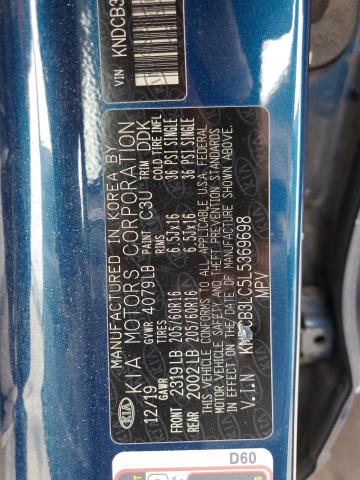 VIN KNDCB3
KIA
MANUFACTURED IN KOREA BY
KIA MOTORS CORPORATION
12/19 GVWR 4079LB PAINT C3U TRIM DDK
GAWR TIRES RIMS COLD TIRE INFL
FRONT 2319LB 205/60R16 6.5JX16 36 PSI SINGLE
REAR 2002LB 205/60R16 6.5JX16 36 PSI SINGLE
THIS VEHICLE CONFORMS TO ALL APPLICABLE U.S.A. FEDERAL
MOTOR VEHICLE SAFETY AND THEFT PREVENTION STANDARDS
IN EFFECT ON THE DATE OF MANUFACTURE SHOWN ABOVE.
V.I.N KNDCB3LC5L5369698
MPV
D60